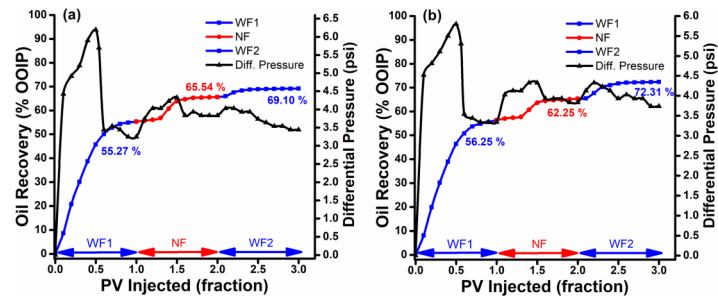 (a)
WF1
NF
WF2
Diff. Pressure
65.54 %
69.10 %
55.27 %
WF1 NF WF2
Oil Recovery (% OOIP)
100
90
80
70
60
50
40
30
20
10
0
Differential Pressure (psi)
6.5
6.0
5.5
5.0
4.5
4.0
3.5
3.0
2.5
2.0
1.5
1.0
0.5
0.0
0.0 0.5 1.0 1.5 2.0 2.5 3.0
PV Injected (fraction)
(b)
WF1
NF
WF2
Diff. Pressure
72.31 %
62.25 %
56.25 %
WF1 NF WF2
Oil Recovery (% OOIP)
100
90
80
70
60
50
40
30
20
10
0
Differential Pressure (psi)
6.0
5.5
5.0
4.5
4.0
3.5
3.0
2.5
2.0
1.5
1.0
0.5
0.0
0.0 0.5 1.0 1.5 2.0 2.5 3.0
PV Injected (fraction)